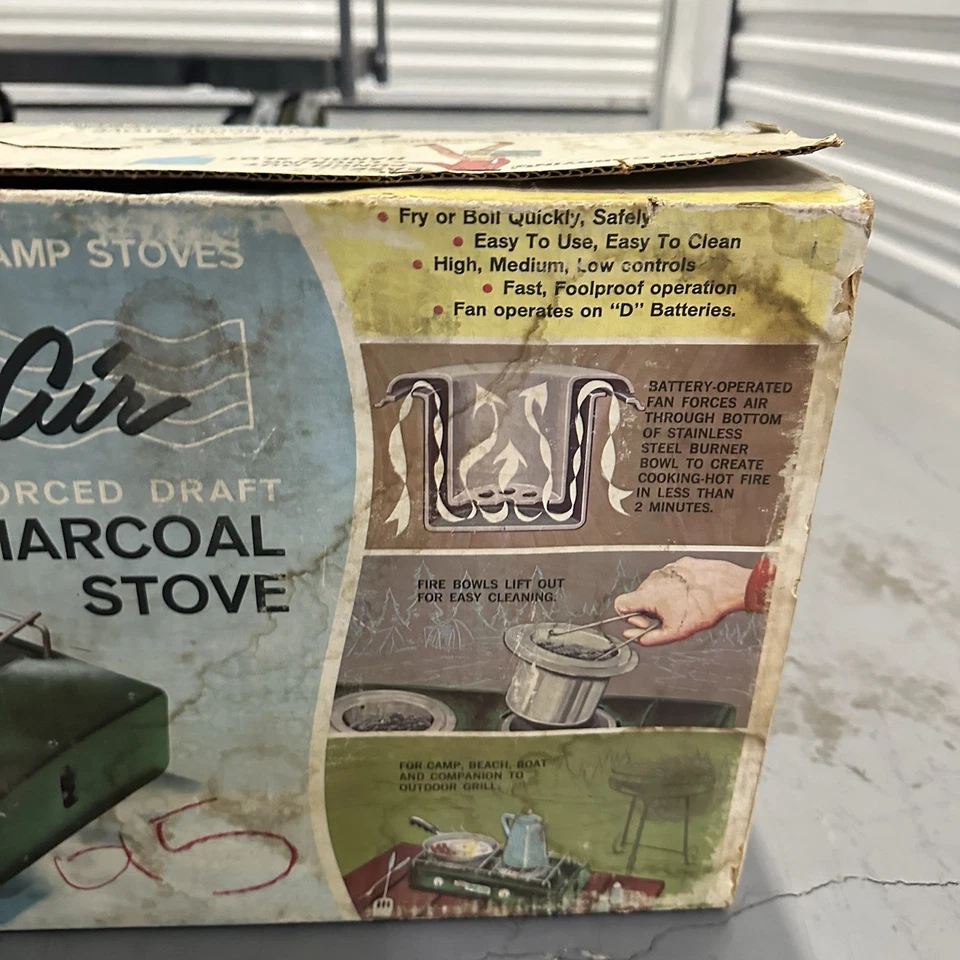 AMP STOVES
Air
ORCED DRAFT
HARCOAL
STOVE
95
• Fry or Boil Quickly, Safely
• Easy To Use, Easy To Clean
• High, Medium, Low controls
• Fast, Foolproof operation
• Fan operates on "D" Batteries.
BATTERY-OPERATED
FAN FORCES AIR
THROUGH BOTTOM
OF STAINLESS
STEEL BURNER
BOWL TO CREATE
COOKING-HOT FIRE
IN LESS THAN
2 MINUTES.
FIRE BOWLS LIFT OUT
FOR EASY CLEANING.
FOR CAMP, BEACH, BOAT
AND COMPANION TO
OUTDOOR GRILL.